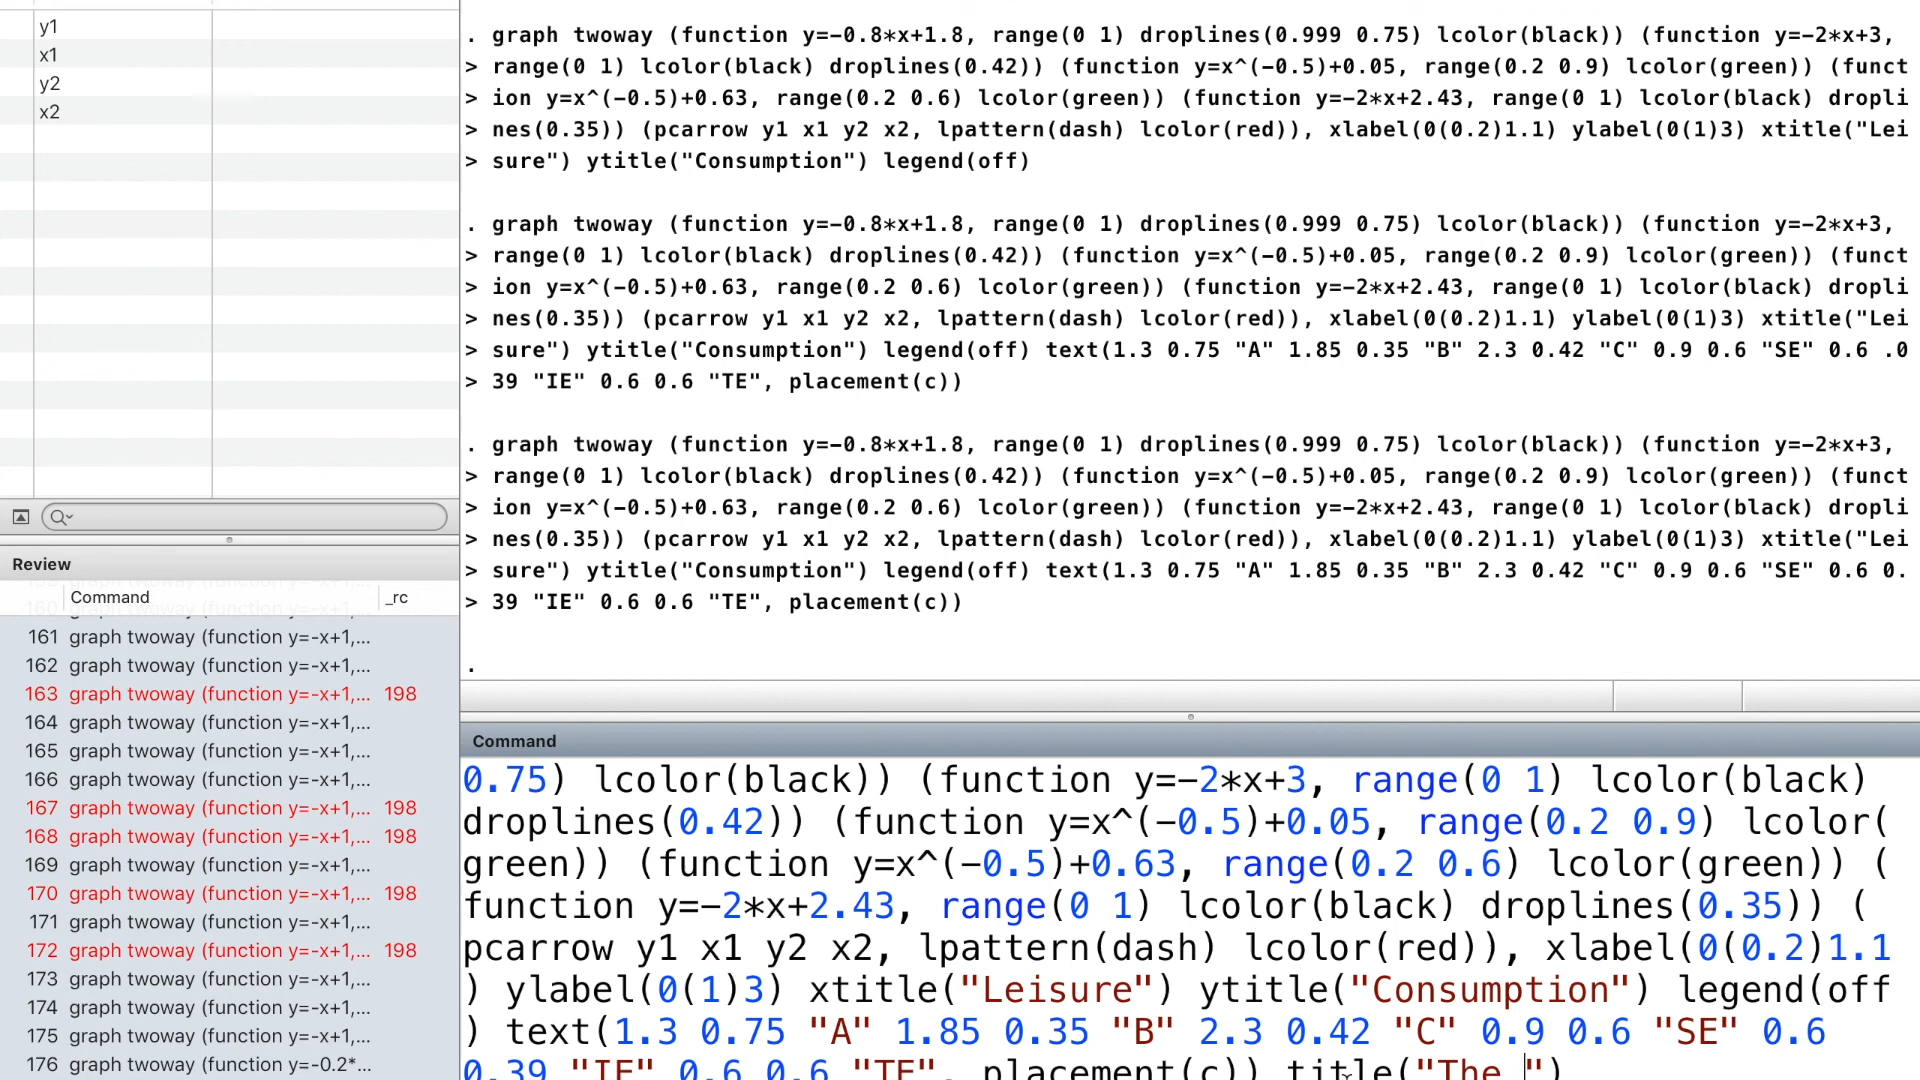 y1
x1
y2
x2
Review
Command _rc
161 graph twoway (function y=-x+1,...
162 graph twoway (function y=-x+1,...
163 graph twoway (function y=-x+1,... 198
164 graph twoway (function y=-x+1,...
165 graph twoway (function y=-x+1,...
166 graph twoway (function y=-x+1,...
167 graph twoway (function y=-x+1,... 198
168 graph twoway (function y=-x+1,... 198
169 graph twoway (function y=-x+1,...
170 graph twoway (function y=-x+1,... 198
171 graph twoway (function y=-x+1,...
172 graph twoway (function y=-x+1,... 198
173 graph twoway (function y=-x+1,...
174 graph twoway (function y=-x+1,...
175 graph twoway (function y=-x+1,...
176 graph twoway (function y=-0.2*...
. graph twoway (function y=-0.8*x+1.8, range(0 1) droplines(0.999 0.75) lcolor(black)) (function y=-2*x+3,
> range(0 1) lcolor(black) droplines(0.42)) (function y=x^(-0.5)+0.05, range(0.2 0.9) lcolor(green)) (funct
> ion y=x^(-0.5)+0.63, range(0.2 0.6) lcolor(green)) (function y=-2*x+2.43, range(0 1) lcolor(black) dropli
> nes(0.35)) (pcarrow y1 x1 y2 x2, lpattern(dash) lcolor(red)), xlabel(0(0.2)1.1) ylabel(0(1)3) xtitle("Lei
> sure") ytitle("Consumption") legend(off)
. graph twoway (function y=-0.8*x+1.8, range(0 1) droplines(0.999 0.75) lcolor(black)) (function y=-2*x+3,
> range(0 1) lcolor(black) droplines(0.42)) (function y=x^(-0.5)+0.05, range(0.2 0.9) lcolor(green)) (funct
> ion y=x^(-0.5)+0.63, range(0.2 0.6) lcolor(green)) (function y=-2*x+2.43, range(0 1) lcolor(black) dropli
> nes(0.35)) (pcarrow y1 x1 y2 x2, lpattern(dash) lcolor(red)), xlabel(0(0.2)1.1) ylabel(0(1)3) xtitle("Lei
> sure") ytitle("Consumption") legend(off) text(1.3 0.75 "A" 1.85 0.35 "B" 2.3 0.42 "C" 0.9 0.6 "SE" 0.6 .0
> 39 "IE" 0.6 0.6 "TE", placement(c))
. graph twoway (function y=-0.8*x+1.8, range(0 1) droplines(0.999 0.75) lcolor(black)) (function y=-2*x+3,
> range(0 1) lcolor(black) droplines(0.42)) (function y=x^(-0.5)+0.05, range(0.2 0.9) lcolor(green)) (funct
> ion y=x^(-0.5)+0.63, range(0.2 0.6) lcolor(green)) (function y=-2*x+2.43, range(0 1) lcolor(black) dropli
> nes(0.35)) (pcarrow y1 x1 y2 x2, lpattern(dash) lcolor(red)), xlabel(0(0.2)1.1) ylabel(0(1)3) xtitle("Lei
> sure") ytitle("Consumption") legend(off) text(1.3 0.75 "A" 1.85 0.35 "B" 2.3 0.42 "C" 0.9 0.6 "SE" 0.6 0.
> 39 "IE" 0.6 0.6 "TE", placement(c))
.
Command
0.75) lcolor(black)) (function y=-2*x+3, range(0 1) lcolor(black)
droplines(0.42)) (function y=x^(-0.5)+0.05, range(0.2 0.9) lcolor(
green)) (function y=x^(-0.5)+0.63, range(0.2 0.6) lcolor(green)) (
function y=-2*x+2.43, range(0 1) lcolor(black) droplines(0.35)) (
pcarrow y1 x1 y2 x2, lpattern(dash) lcolor(red)), xlabel(0(0.2)1.1
) ylabel(0(1)3) xtitle("Leisure") ytitle("Consumption") legend(off
) text(1.3 0.75 "A" 1.85 0.35 "B" 2.3 0.42 "C" 0.9 0.6 "SE" 0.6
0.39 "IE" 0.6 0.6 "TE", placement(c)) title("The ")